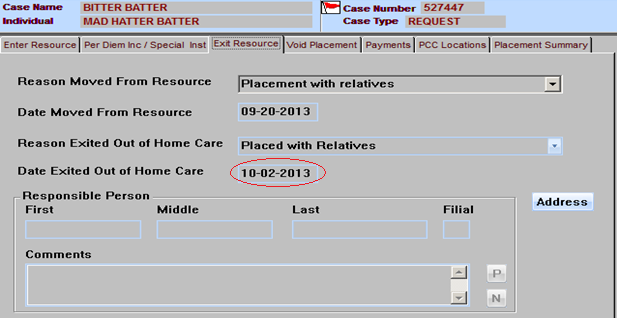 Case Name BITTER BATTER Case Number 527447
Individual MAD HATTER BATTER Case Type REQUEST
Enter Resource Per Diem Inc / Special Inst Exit Resource Void Placement Payments PCC Locations Placement Summary
Reason Moved From Resource Placement with relatives
Date Moved From Resource 09-20-2013
Reason Exited Out of Home Care Placed with Relatives
Date Exited Out of Home Care 10-02-2013
Responsible Person
Address
First Middle Last Filial
Comments
P
N